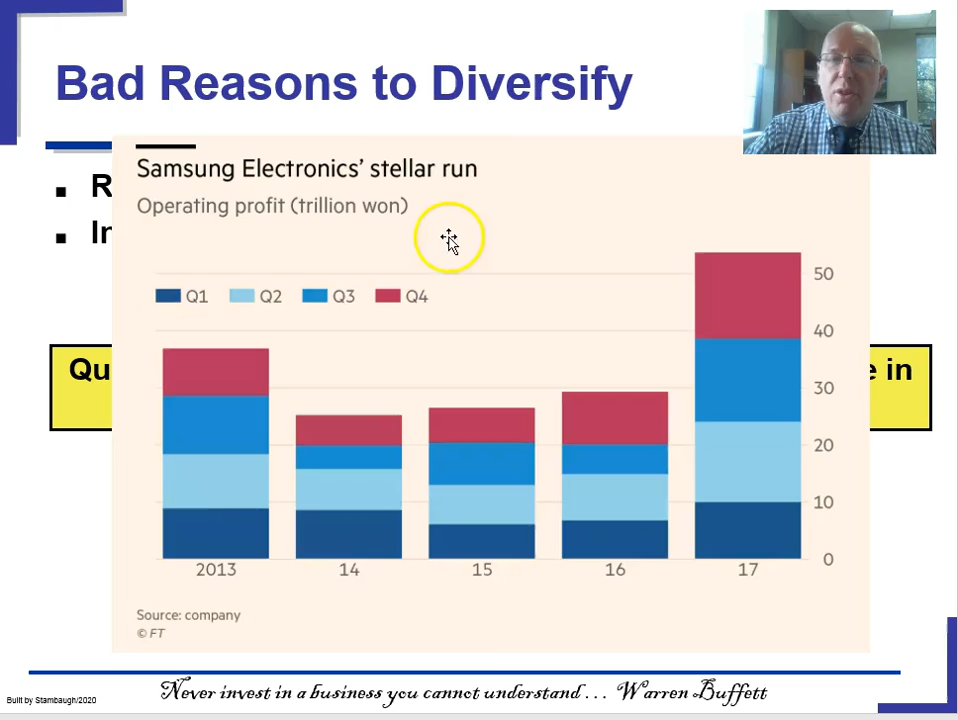 Bad Reasons to Diversify
Samsung Electronics’ stellar run
Operating profit (trillion won)
Q1 Q2 Q3 Q4
50
40
30
20
10
0
2013 14 15 16 17
Source: company
© FT
in
Never invest in a business you cannot understand … Warren Buffett
Built by Stambaugh/2020